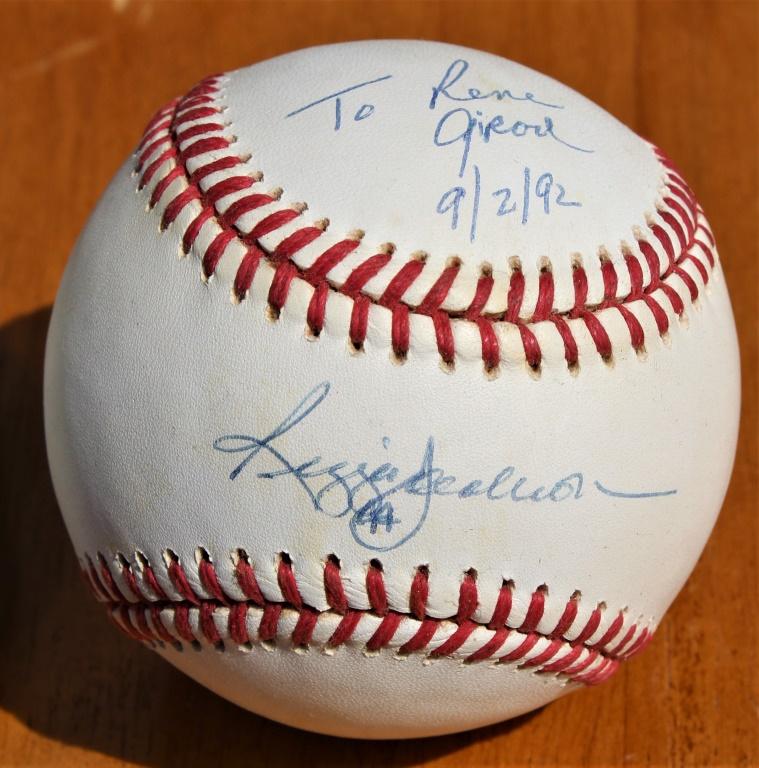 To Rene
Girod
9/2/92
Reggie Jackson
44